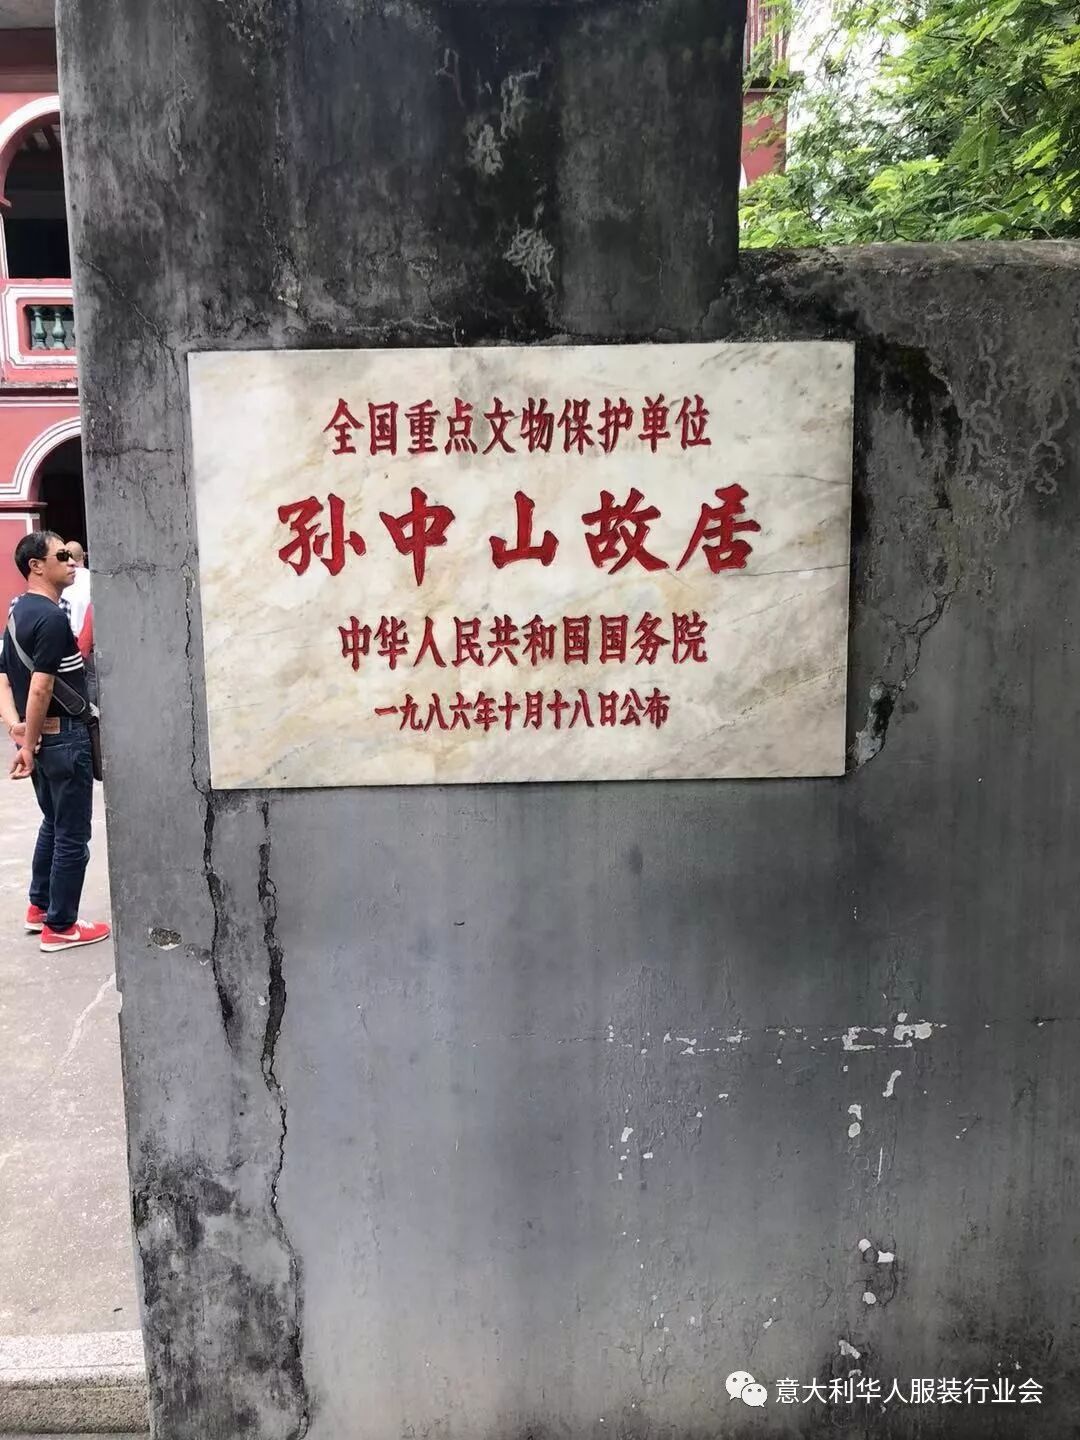 全国重点文物保护单位
孙中山故居
中华人民共和国国务院
一九八六年十月十八日公布
意大利华人服装行业会